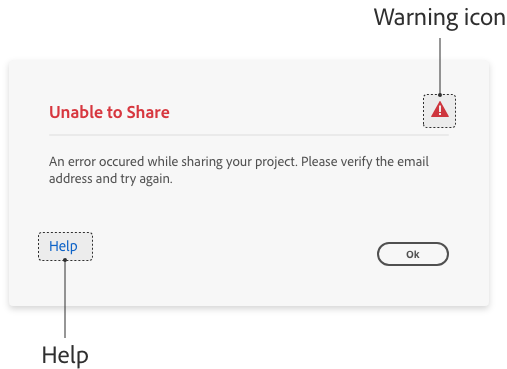 Warning icon
Unable to Share
An error occured while sharing your project. Please verify the email
address and try again.
Help
Ok
Help